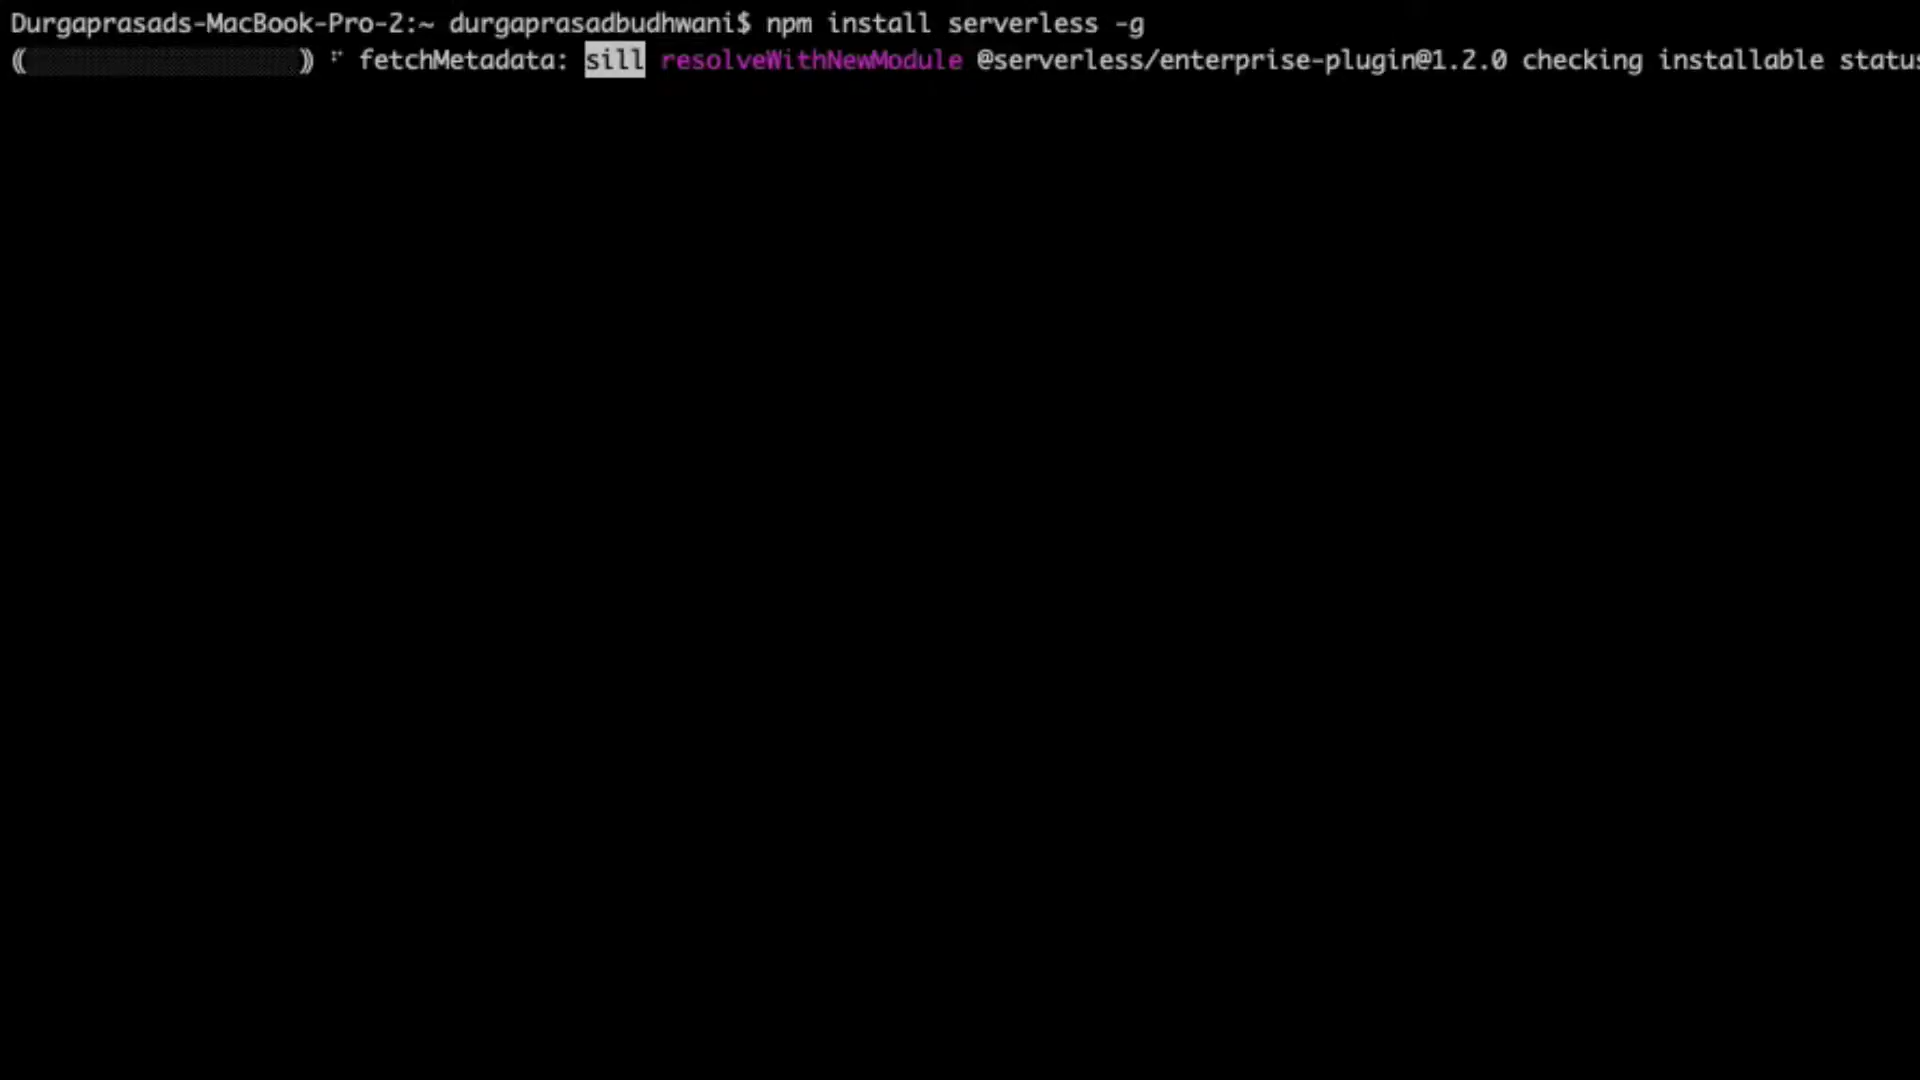 Durgaprasads-MacBook-Pro-2:~ durgaprasadbudhwani$ npm install serverless -g
(░░░░░░░░░░░░░░░░░░) ⠋ fetchMetadata: sill resolveWithNewModule @serverless/enterprise-plugin@1.2.0 checking installable status